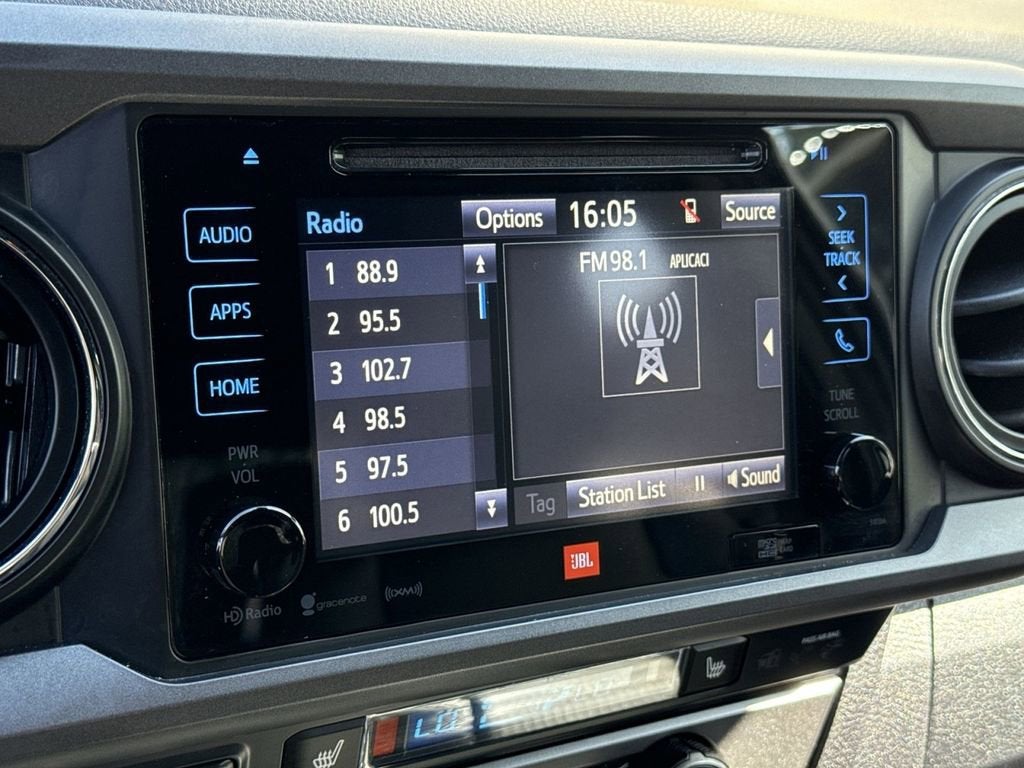 AUDIO
APPS
HOME
PWR
VOL
Radio
Options
16:05
Source
1 88.9
2 95.5
3 102.7
4 98.5
5 97.5
6 100.5
FM 98.1 APLICACI
Tag
Station List
Sound
SEEK
TRACK
TUNE
SCROLL
JBL
HD Radio
gracenote
((XM))
LO